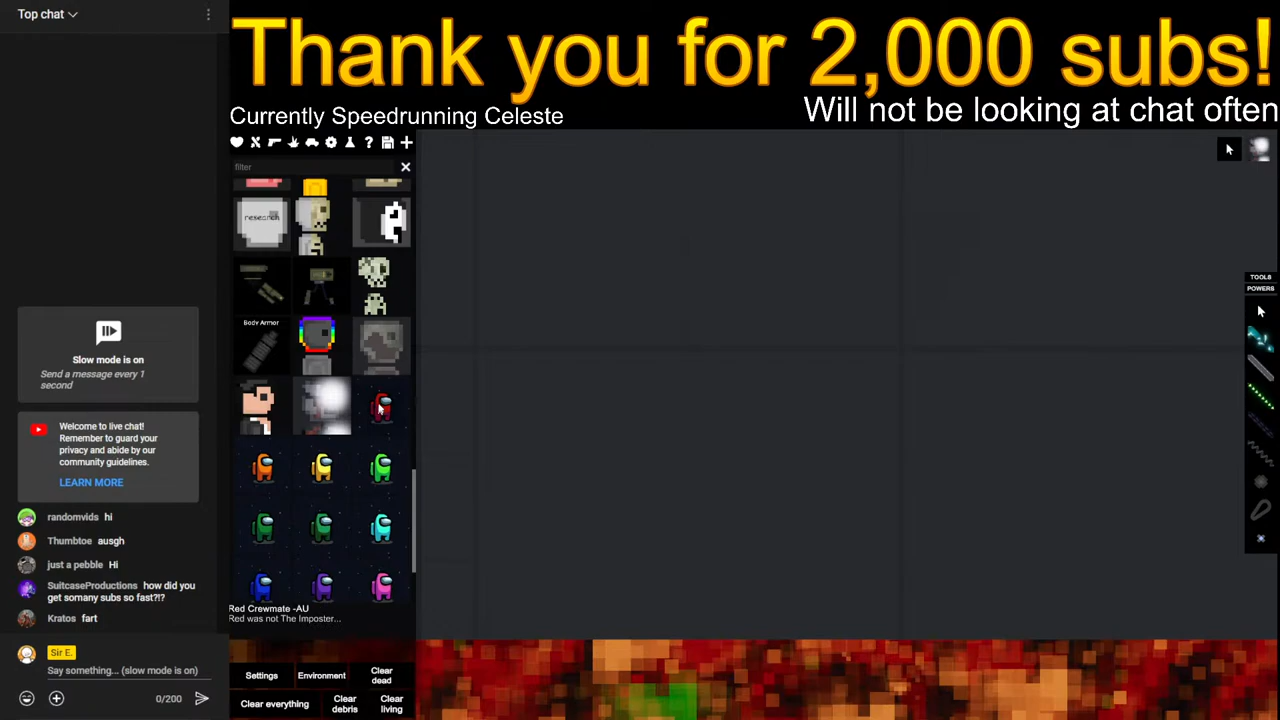 Top chat
Thank you for 2,000 subs!
Currently Speedrunning Celeste
Will not be looking at chat often
filter
research
Body Armor
TOOLS
POWERS
Slow mode is on
Send a message every 1
second
Welcome to live chat!
Remember to guard your
privacy and abide by our
community guidelines.
LEARN MORE
randomvids hi
Thumbtoe ausgh
just a pebble Hi
SuitcaseProductions how did you
get somany subs so fast?!?
Kratos fart
Red Crewmate -AU
Red was not The Imposter...
Sir E.
Say something... (slow mode is on)
0/200
Settings
Environment
Clear
dead
Clear everything
Clear
debris
Clear
living